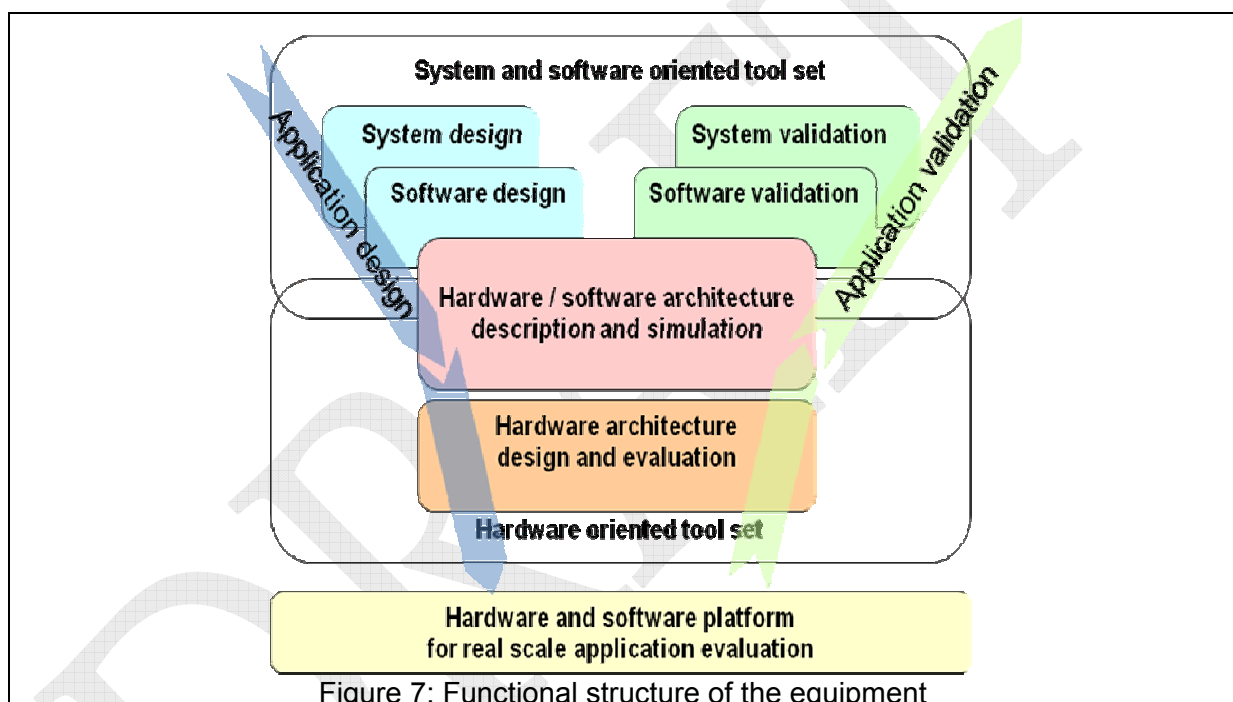 System and software oriented tool set
Application design
Application validation
System design
System validation
Software design
Software validation
Hardware / software architecture
description and simulation
Hardware architecture
design and evaluation
Hardware oriented tool set
Hardware and software platform
for real scale application evaluation
Figure 7: Functional structure of the equipment
DRAFT